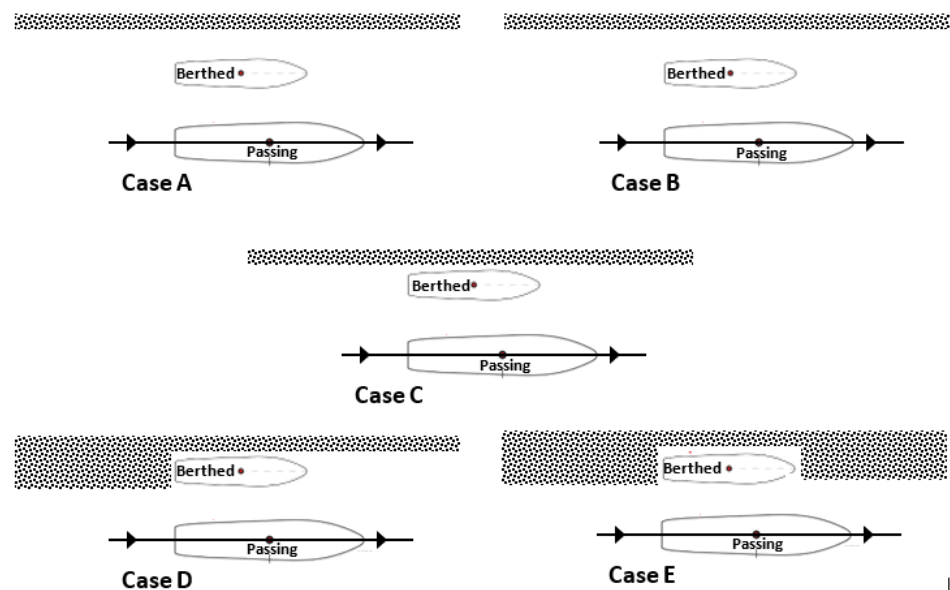 Berthed
Passing
Case A
Berthed
Passing
Case B
Berthed
Passing
Case C
Berthed
Passing
Case D
Berthed
Passing
Case E